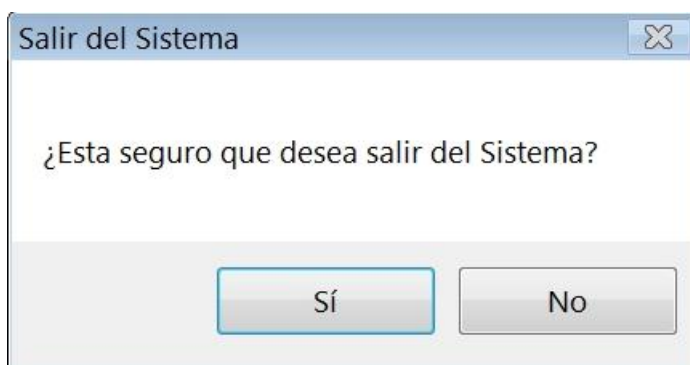 Salir del Sistema
¿Esta seguro que desea salir del Sistema?
Sí No